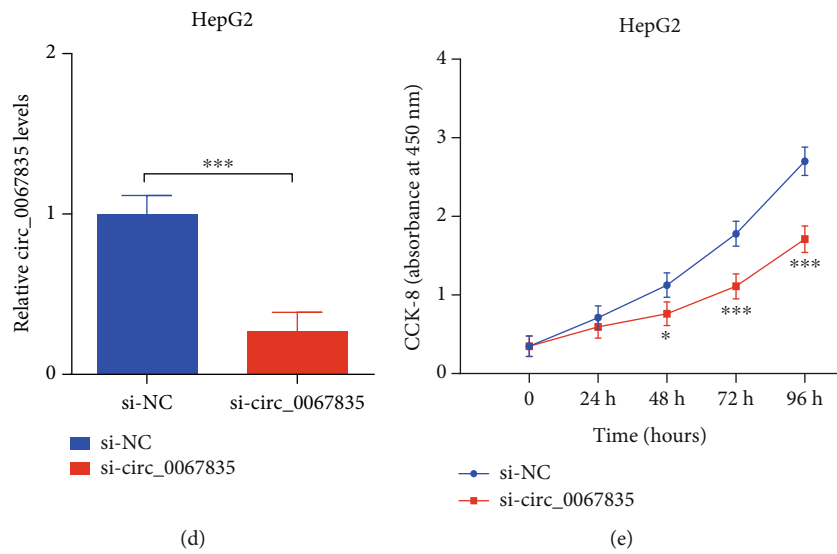 HepG2
Relative circ_0067835 levels
2
1
0
***
si-NC
si-circ_0067835
si-NC
si-circ_0067835
(d)
HepG2
CCK-8 (absorbance at 450 nm)
4
3
2
1
0
*
***
***
0
24 h
48 h
72 h
96 h
Time (hours)
si-NC
si-circ_0067835
(e)